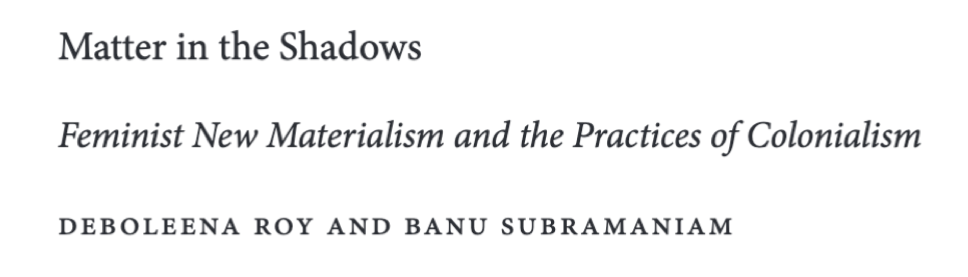 Matter in the Shadows
Feminist New Materialism and the Practices of Colonialism
DEBOLEENA ROY AND BANU SUBRAMANIAM